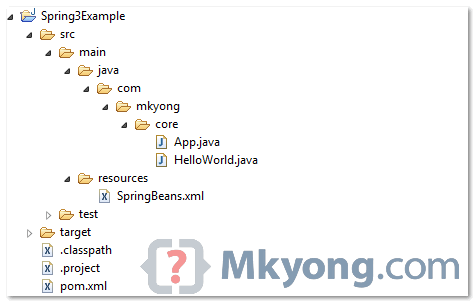 Spring3Example
src
main
java
com
mkyong
core
App.java
HelloWorld.java
resources
SpringBeans.xml
test
target
.classpath
.project
pom.xml
{?} Mkyong.com